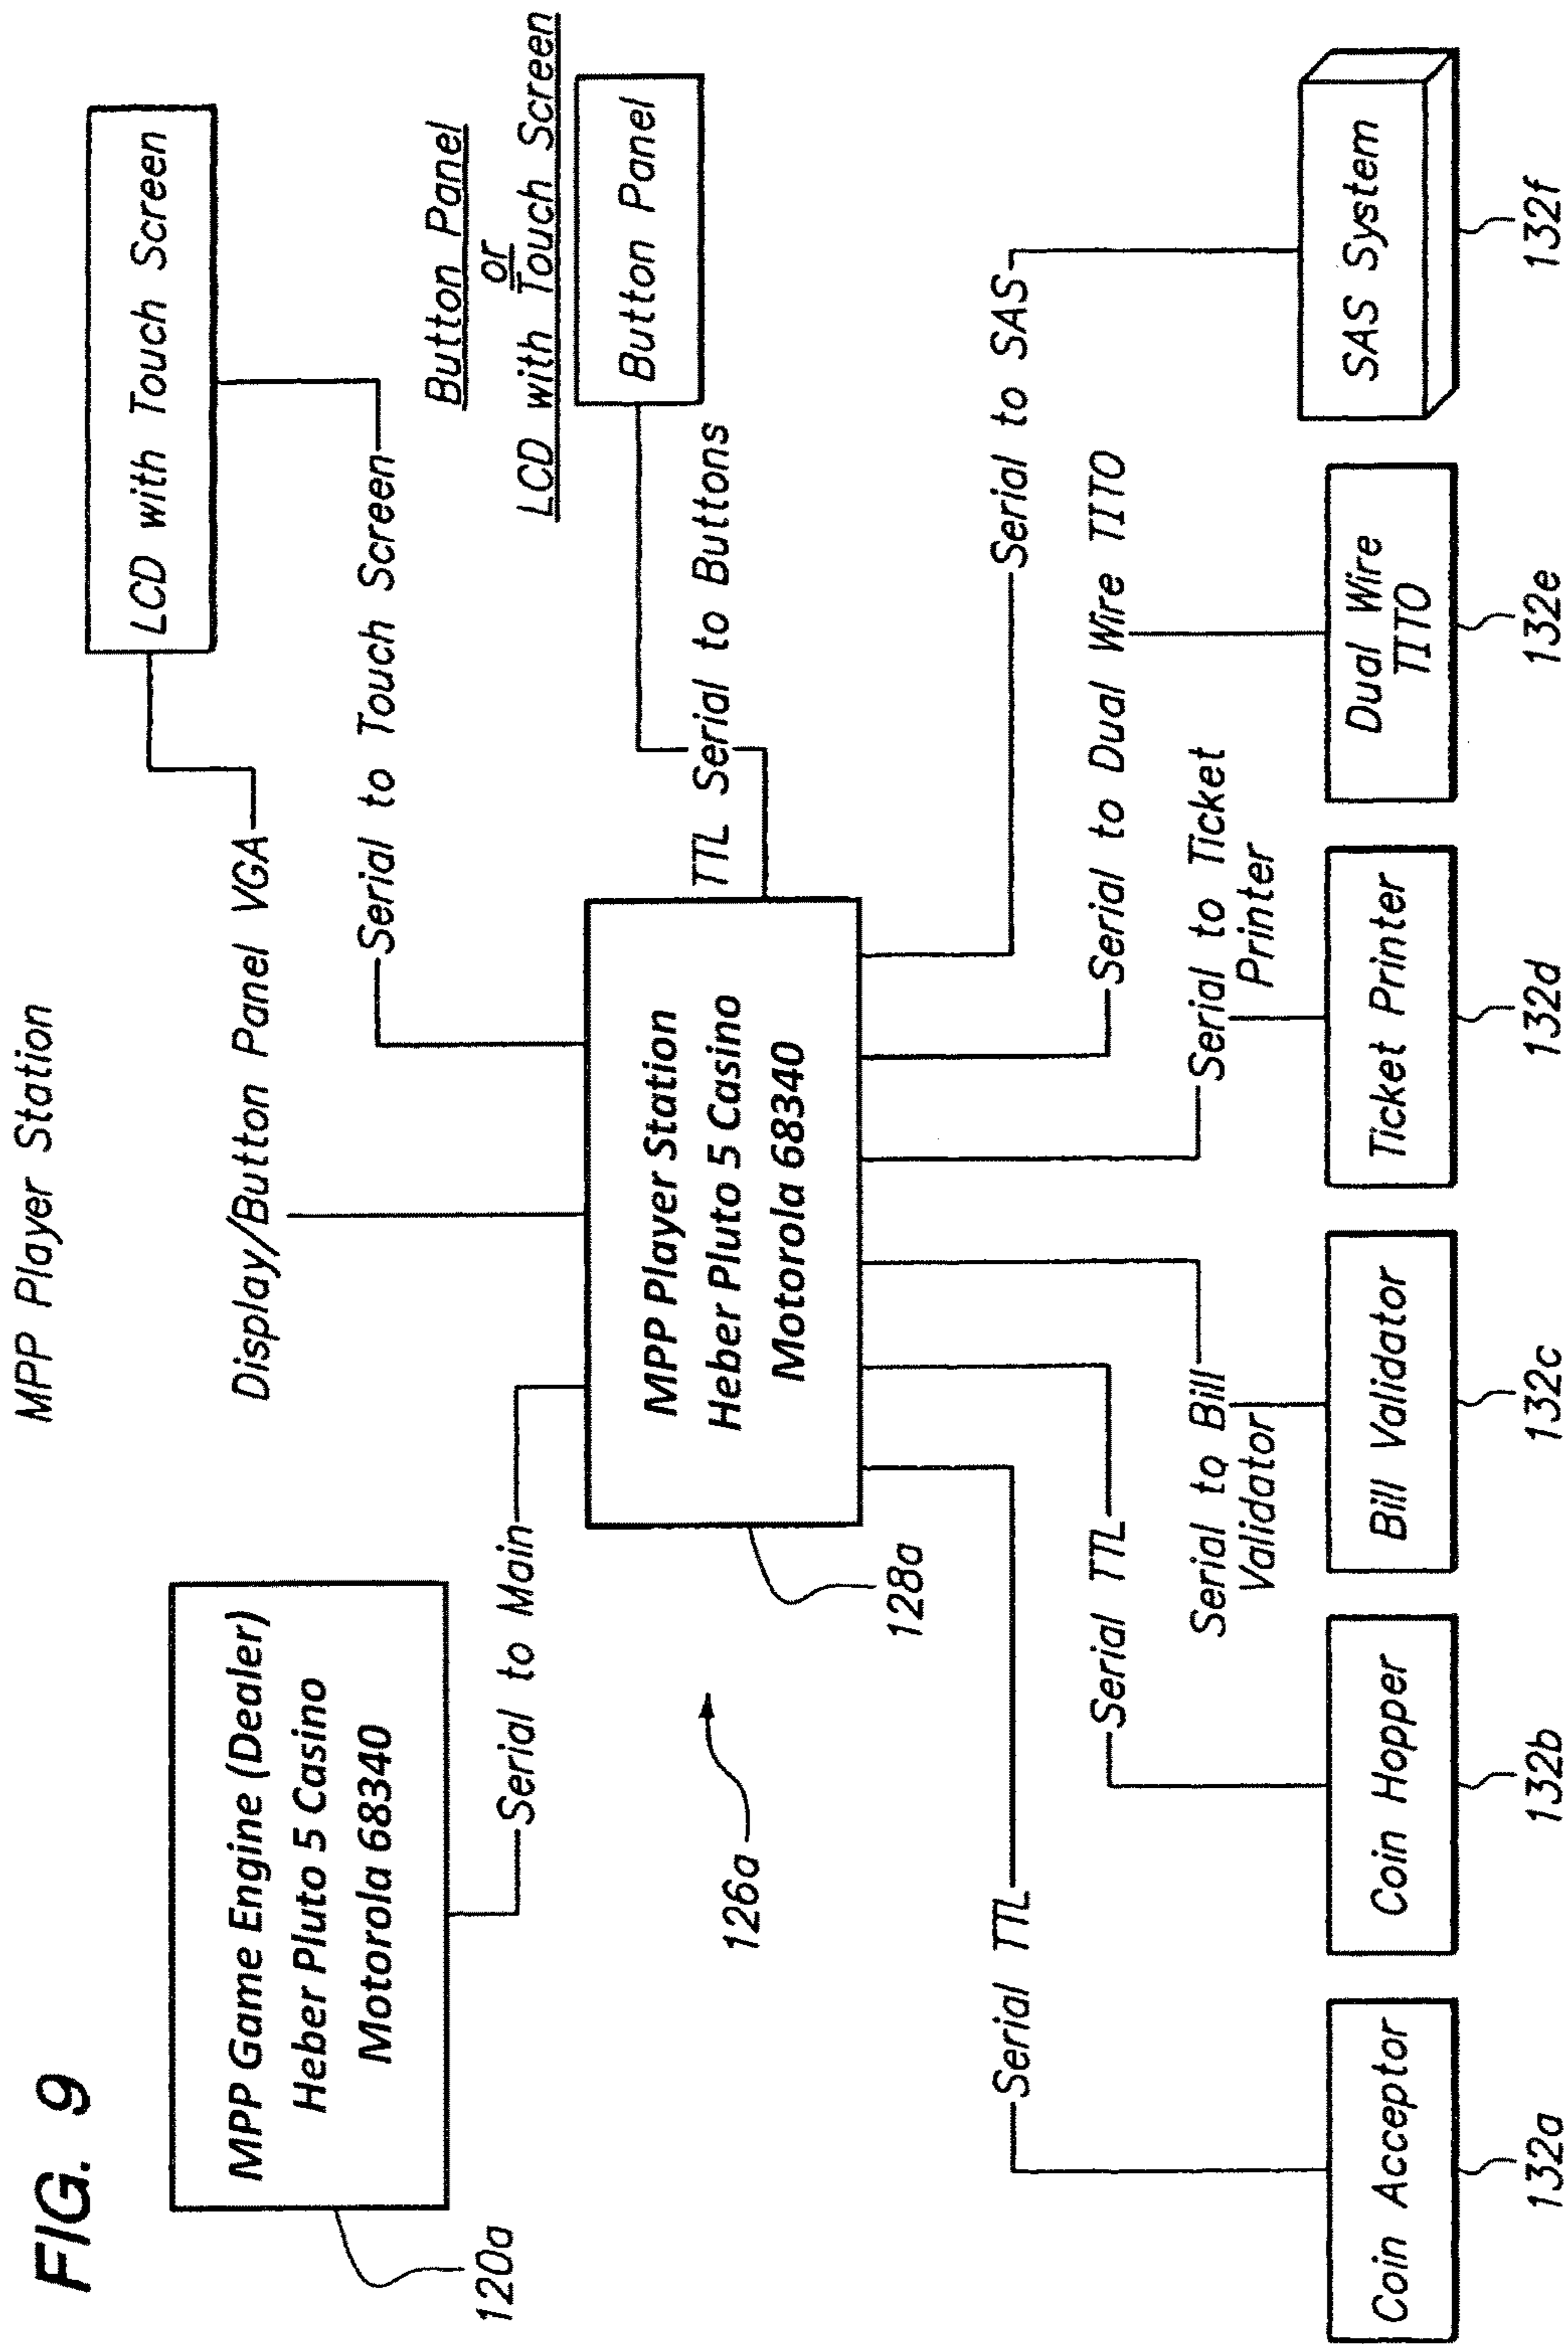 FIG. 9
MPP Player Station
MPP Game Engine (Dealer)
Heber Pluto 5 Casino
Motorola 68340
120a
LCD with Touch Screen
Display/Button Panel VGA
Serial to Touch Screen
Button Panel
or
LCD with Touch Screen
Serial to Main
Button Panel
TTL Serial to Buttons
MPP Player Station
Heber Pluto 5 Casino
Motorola 68340
128a
126a
Serial TTL
Serial to SAS
Serial TTL
Serial to Dual Wire TITO
Serial to Bill
Validator
Serial to Ticket
Printer
Coin Acceptor
Coin Hopper
Bill Validator
Ticket Printer
Dual Wire
TITO
SAS System
132a
132b
132c
132d
132e
132f